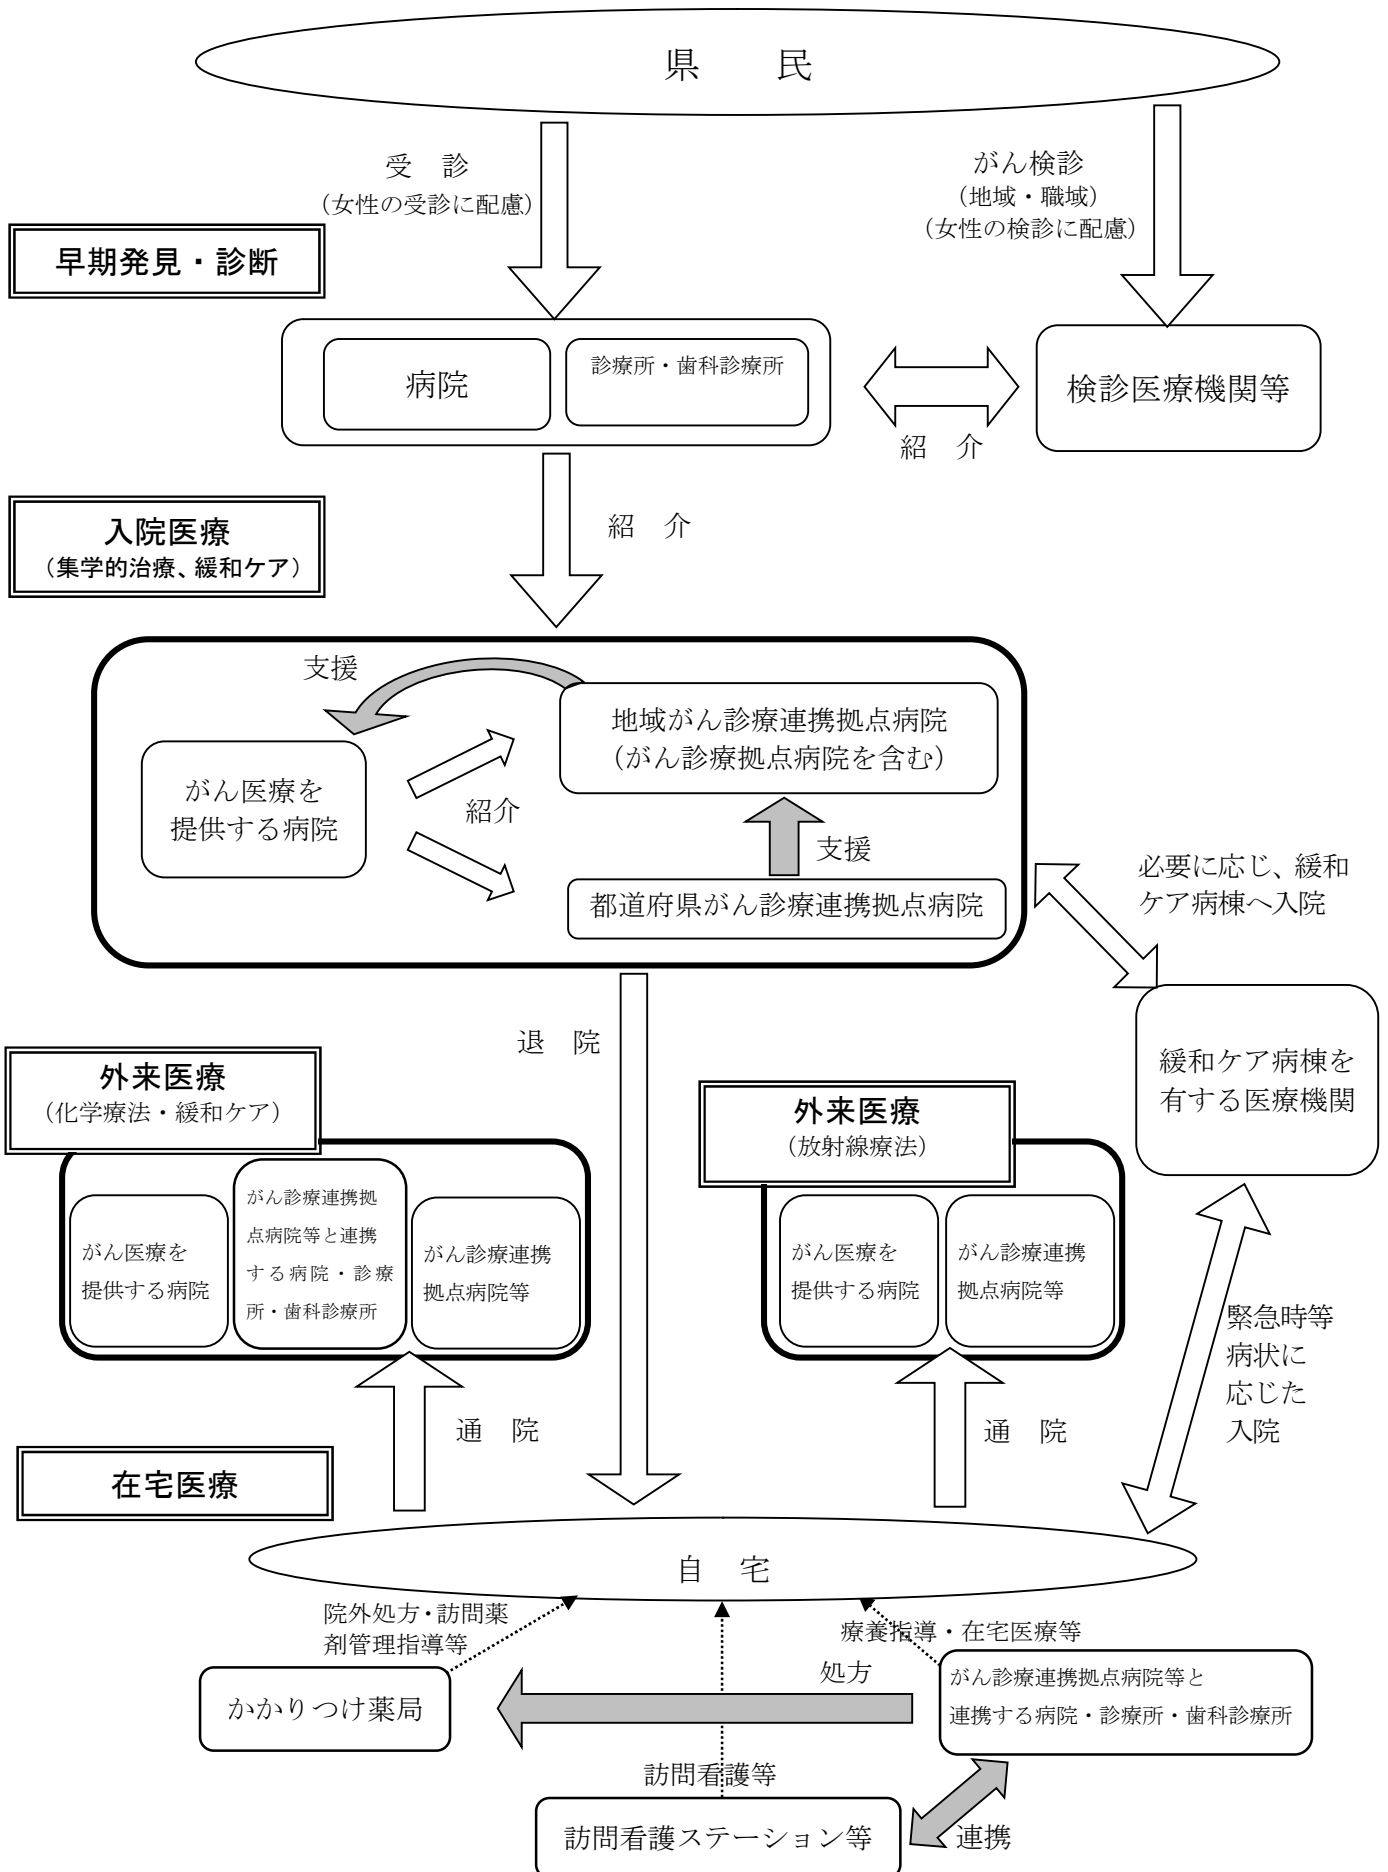 県　民
受　診
（女性の受診に配慮）
がん検診
（地域・職域）
（女性の検診に配慮）
早期発見・診断
病院
診療所・歯科診療所
検診医療機関等
紹　介
入院医療
（集学的治療、緩和ケア）
紹　介
支援
地域がん診療連携拠点病院
（がん診療拠点病院を含む）
がん医療を
提供する病院
紹介
支援
都道府県がん診療連携拠点病院
必要に応じ、緩和
ケア病棟へ入院
退　院
緩和ケア病棟を
有する医療機関
外来医療
（化学療法・緩和ケア）
がん医療を
提供する病院
がん診療連携拠
点病院等と連携
する病院・診療
所・歯科診療所
がん診療連携
拠点病院等
外来医療
（放射線療法）
がん医療を
提供する病院
がん診療連携
拠点病院等
緊急時等
病状に
応じた
入院
通　院
通　院
在宅医療
自　宅
院外処方・訪問薬
剤管理指導等
療養指導・在宅医療等
処方
かかりつけ薬局
がん診療連携拠点病院等と
連携する病院・診療所・歯科診療所
訪問看護等
訪問看護ステーション等
連携